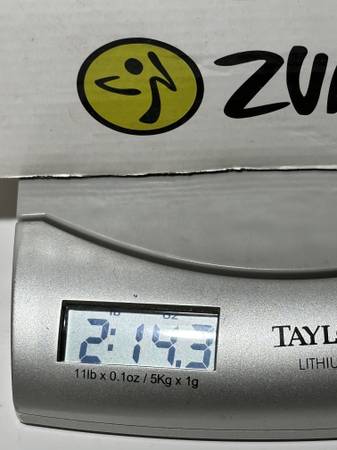 ZU
lb oz
2:14.3
TAYL
11lb x 0.1oz / 5Kg x 1g
LITHIU